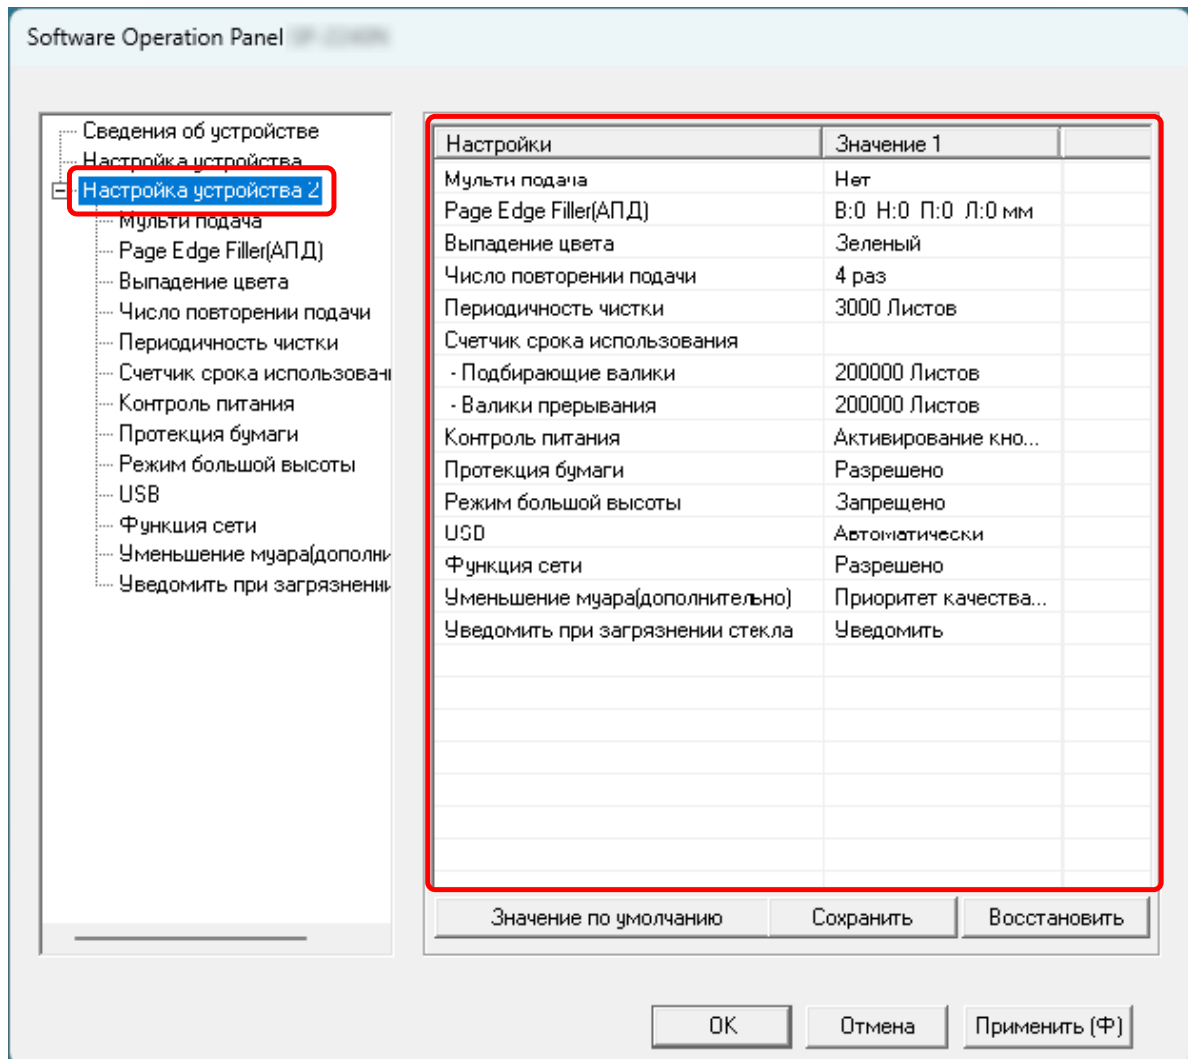 Software Operation Panel
Сведения об устройстве
Настройка устройства
Настройка устройства 2
Мульти подача
Page Edge Filler(АПД)
Выпадение цвета
Число повторении подачи
Периодичность чистки
Счетчик срока использовани
Контроль питания
Протекция бумаги
Режим большой высоты
USB
Функция сети
Уменьшение муара(дополни
Уведомить при загрязнении
Настройки Значение 1
Мульти подача Нет
Page Edge Filler(АПД) В:0 Н:0 П:0 Л:0 мм
Выпадение цвета Зеленый
Число повторении подачи 4 раз
Периодичность чистки 3000 Листов
Счетчик срока использования
- Подбирающие валики 200000 Листов
- Валики прерывания 200000 Листов
Контроль питания Активирование кно...
Протекция бумаги Разрешено
Режим большой высоты Запрещено
USB Автоматически
Функция сети Разрешено
Уменьшение муара(дополнительно) Приоритет качества...
Уведомить при загрязнении стекла Уведомить
Значение по умолчанию Сохранить Восстановить
OK Отмена Применить (Ф)